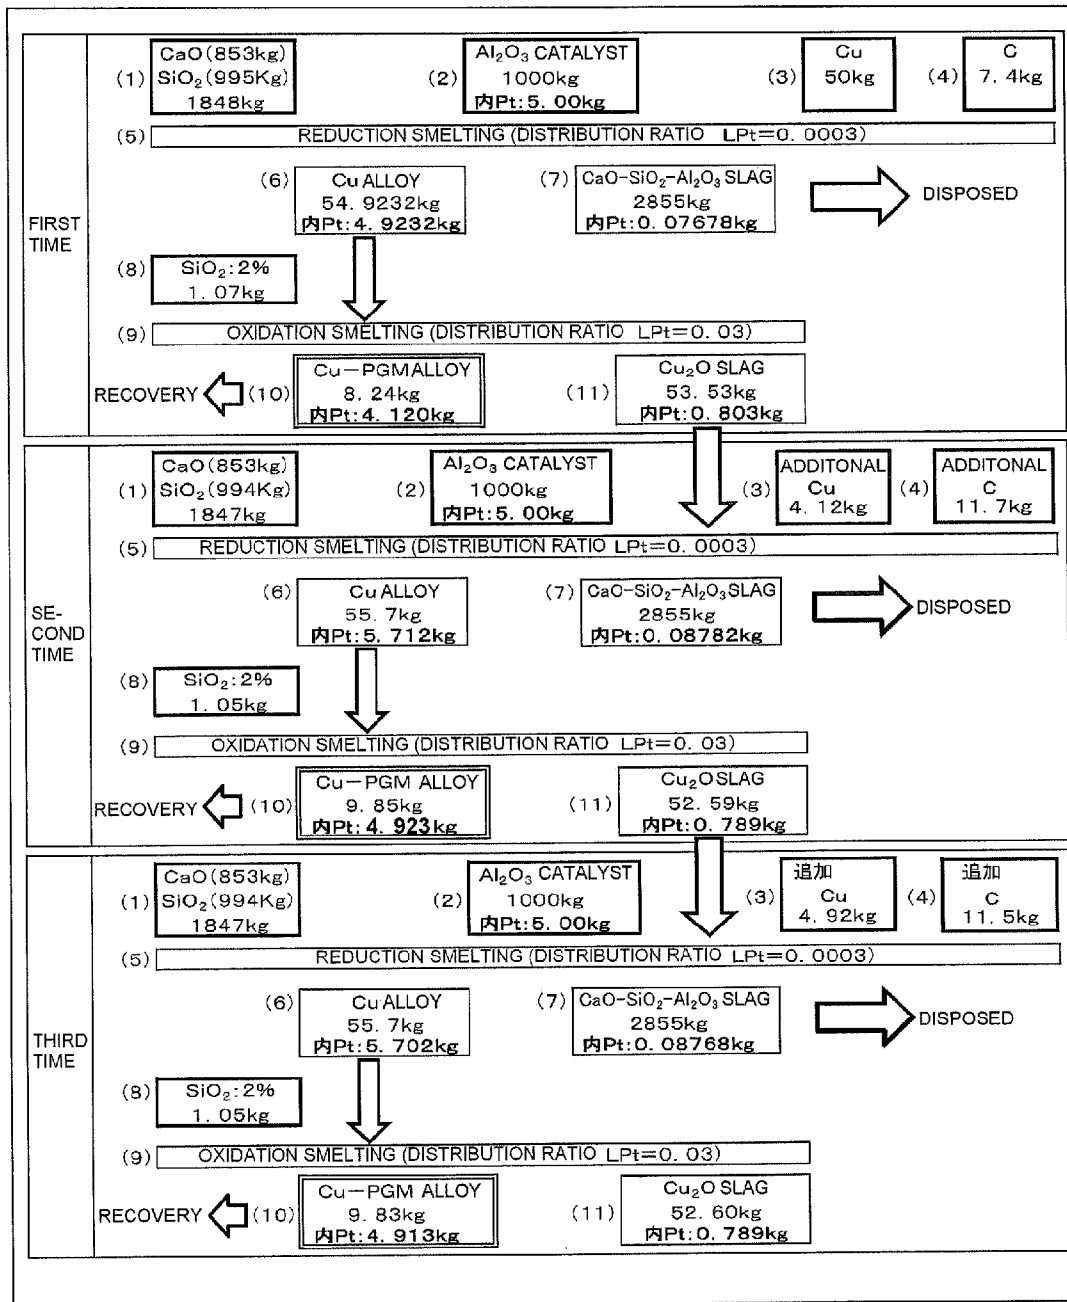 FIRST
TIME
(1)
CaO(853kg)
SiO₂(995Kg)
1848kg
(2)
Al₂O₃ CATALYST
1000kg
内Pt:5.00kg
(3)
Cu
50kg
(4)
C
7.4kg
(5)
REDUCTION SMELTING (DISTRIBUTION RATIO LPt=0.0003)
(6)
Cu ALLOY
54.9232kg
内Pt:4.9232kg
(7)
CaO-SiO₂-Al₂O₃ SLAG
2855kg
内Pt:0.07678kg
DISPOSED
(8)
SiO₂:2%
1.07kg
(9)
OXIDATION SMELTING (DISTRIBUTION RATIO LPt=0.03)
RECOVERY
(10)
Cu-PGMALLOY
8.24kg
内Pt:4.120kg
(11)
Cu₂O SLAG
53.53kg
内Pt:0.803kg
SE-
COND
TIME
(1)
CaO(853kg)
SiO₂(994Kg)
1847kg
(2)
Al₂O₃ CATALYST
1000kg
内Pt:5.00kg
(3)
ADDITONAL
Cu
4.12kg
(4)
ADDITONAL
C
11.7kg
(5)
REDUCTION SMELTING (DISTRIBUTION RATIO LPt=0.0003)
(6)
Cu ALLOY
55.7kg
内Pt:5.712kg
(7)
CaO-SiO₂-Al₂O₃ SLAG
2855kg
内Pt:0.08782kg
DISPOSED
(8)
SiO₂:2%
1.05kg
(9)
OXIDATION SMELTING (DISTRIBUTION RATIO LPt=0.03)
RECOVERY
(10)
Cu-PGM ALLOY
9.85kg
内Pt:4.923kg
(11)
Cu₂O SLAG
52.59kg
内Pt:0.789kg
THIRD
TIME
(1)
CaO(853kg)
SiO₂(994Kg)
1847kg
(2)
Al₂O₃ CATALYST
1000kg
内Pt:5.00kg
(3)
追加
Cu
4.92kg
(4)
追加
C
11.5kg
(5)
REDUCTION SMELTING (DISTRIBUTION RATIO LPt=0.0003)
(6)
Cu ALLOY
55.7kg
内Pt:5.702kg
(7)
CaO-SiO₂-Al₂O₃ SLAG
2855kg
内Pt:0.08768kg
DISPOSED
(8)
SiO₂:2%
1.05kg
(9)
OXIDATION SMELTING (DISTRIBUTION RATIO LPt=0.03)
RECOVERY
(10)
Cu-PGM ALLOY
9.83kg
内Pt:4.913kg
(11)
Cu₂O SLAG
52.60kg
内Pt:0.789kg